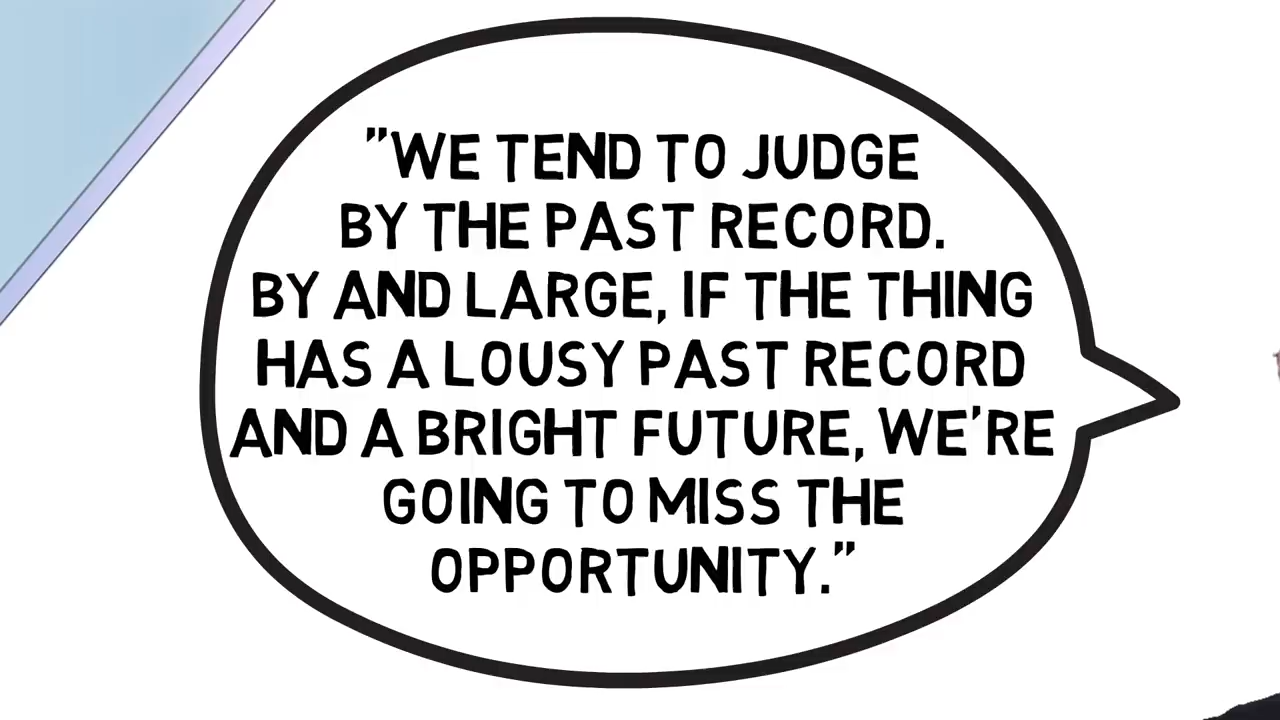 "WE TEND TO JUDGE
BY THE PAST RECORD.
BY AND LARGE, IF THE THING
HAS A LOUSY PAST RECORD
AND A BRIGHT FUTURE, WE'RE
GOING TO MISS THE
OPPORTUNITY."